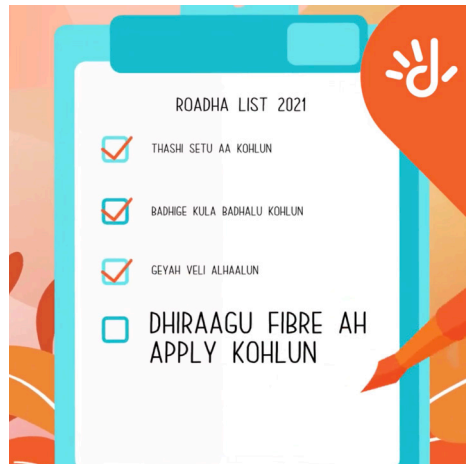 ROADHA LIST 2021
THASHI SETU AA KOHLUN
BADHIGE KULA BADHALU KOHLUN
GEYAH VELI ALHAALUN
DHIRAAGU FIBRE AH
APPLY KOHLUN